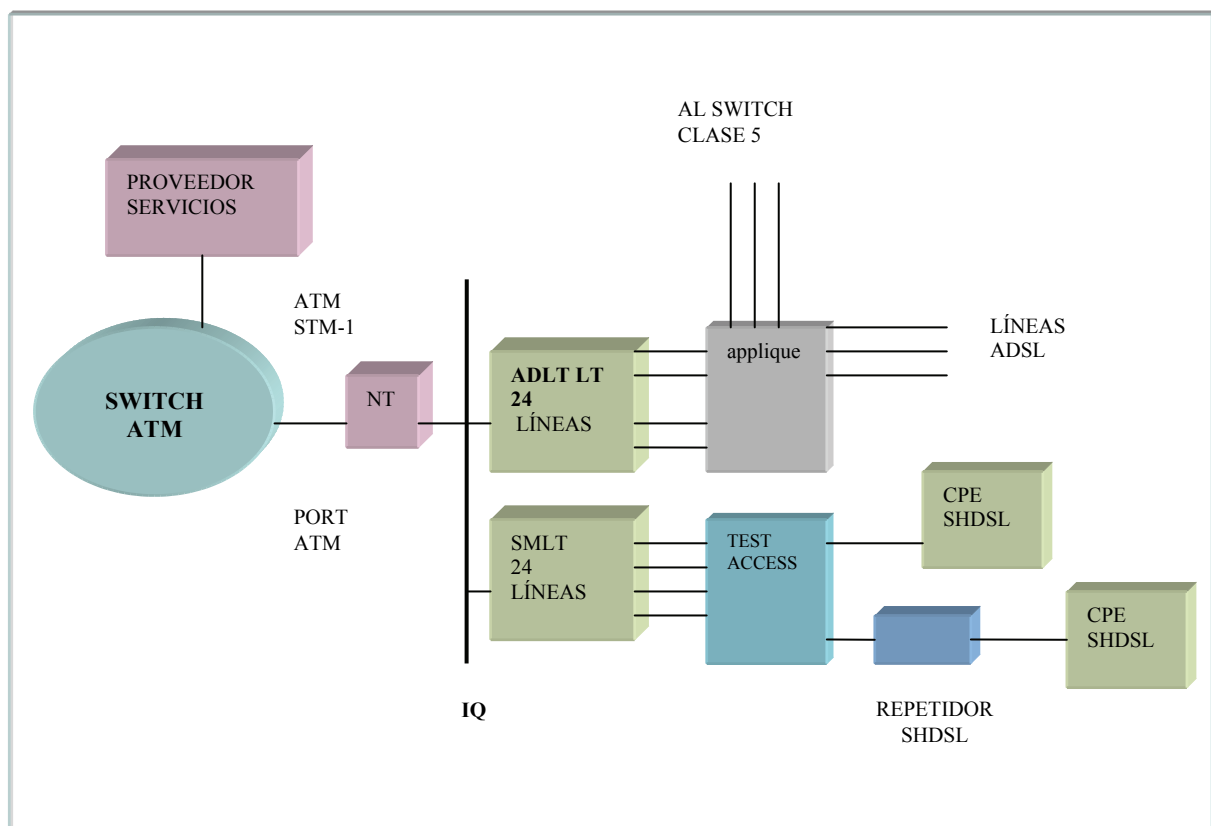 AL SWITCH
CLASE 5
PROVEEDOR
SERVICIOS
ATM
STM-1
SWITCH
ATM
NT
ADLT LT
24
LÍNEAS
applique
LÍNEAS
ADSL
PORT
ATM
SMLT
24
LÍNEAS
TEST
ACCESS
CPE
SHDSL
CPE
SHDSL
IQ
REPETIDOR
SHDSL